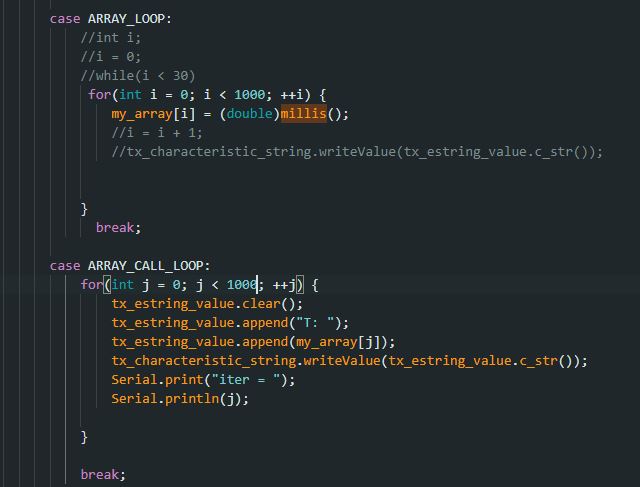 case ARRAY_LOOP:
//int i;
//i = 0;
//while(i < 30)
for(int i = 0; i < 1000; ++i) {
my_array[i] = (double)millis();
//i = i + 1;
//tx_characteristic_string.writeValue(tx_estring_value.c_str());
}
break;
case ARRAY_CALL_LOOP:
for(int j = 0; j < 1000; ++j) {
tx_estring_value.clear();
tx_estring_value.append("T: ");
tx_estring_value.append(my_array[j]);
tx_characteristic_string.writeValue(tx_estring_value.c_str());
Serial.print("iter = ");
Serial.println(j);
}
break;